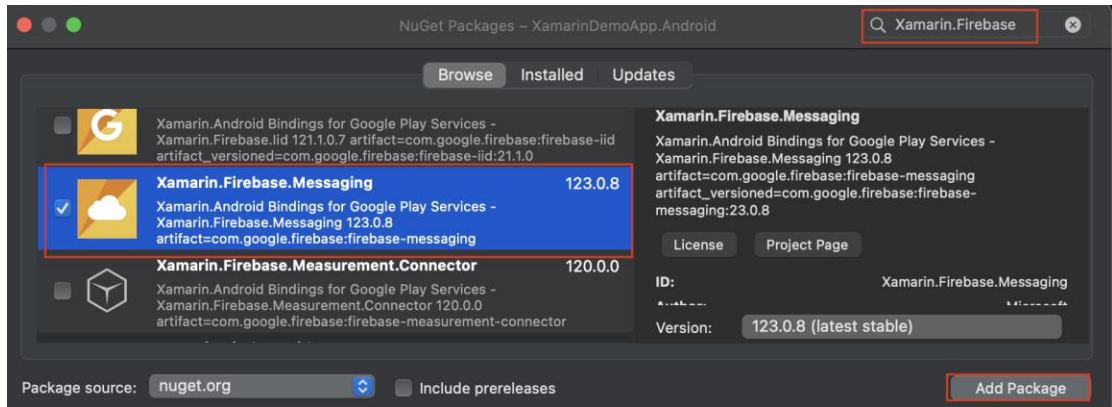 NuGet Packages – XamarinDemoApp.Android
Xamarin.Firebase
Browse Installed Updates
Xamarin.Android Bindings for Google Play Services -
Xamarin.Firebase.Iid 121.1.0.7 artifact=com.google.firebase:firebase-iid
artifact_versioned=com.google.firebase:firebase-iid:21.1.0
Xamarin.Firebase.Messaging 123.0.8
Xamarin.Android Bindings for Google Play Services -
Xamarin.Firebase.Messaging 123.0.8
artifact=com.google.firebase:firebase-messaging
Xamarin.Firebase.Measurement.Connector 120.0.0
Xamarin.Android Bindings for Google Play Services -
Xamarin.Firebase.Measurement.Connector 120.0.0
artifact=com.google.firebase:firebase-measurement-connector
Xamarin.Firebase.Messaging
Xamarin.Android Bindings for Google Play Services -
Xamarin.Firebase.Messaging 123.0.8
artifact=com.google.firebase:firebase-messaging
artifact_versioned=com.google.firebase:firebase-
messaging:23.0.8
License Project Page
ID: Xamarin.Firebase.Messaging
Version: 123.0.8 (latest stable)
Package source: nuget.org Include prereleases Add Package